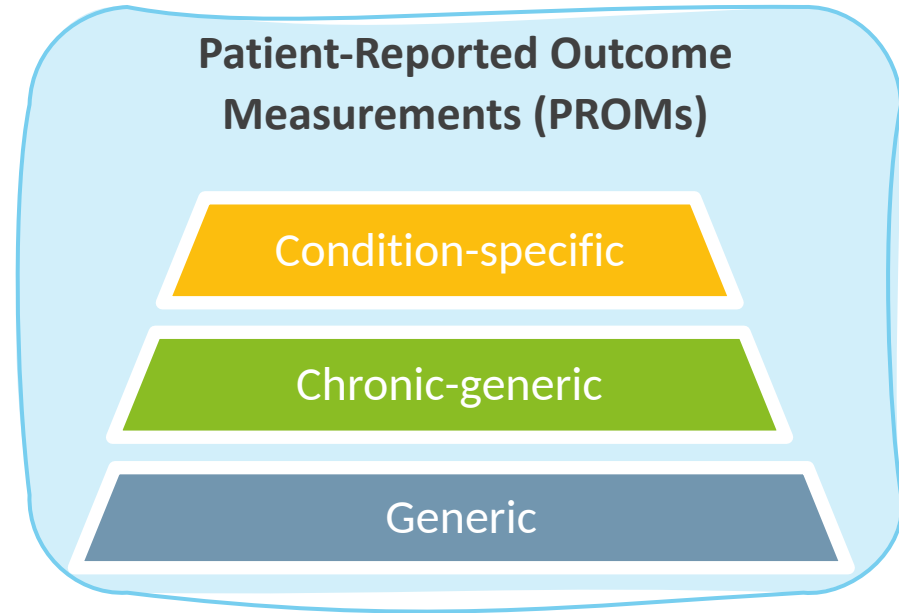 Patient-Reported Outcome
Measurements (PROMs)
Condition-specific
Chronic-generic
Generic